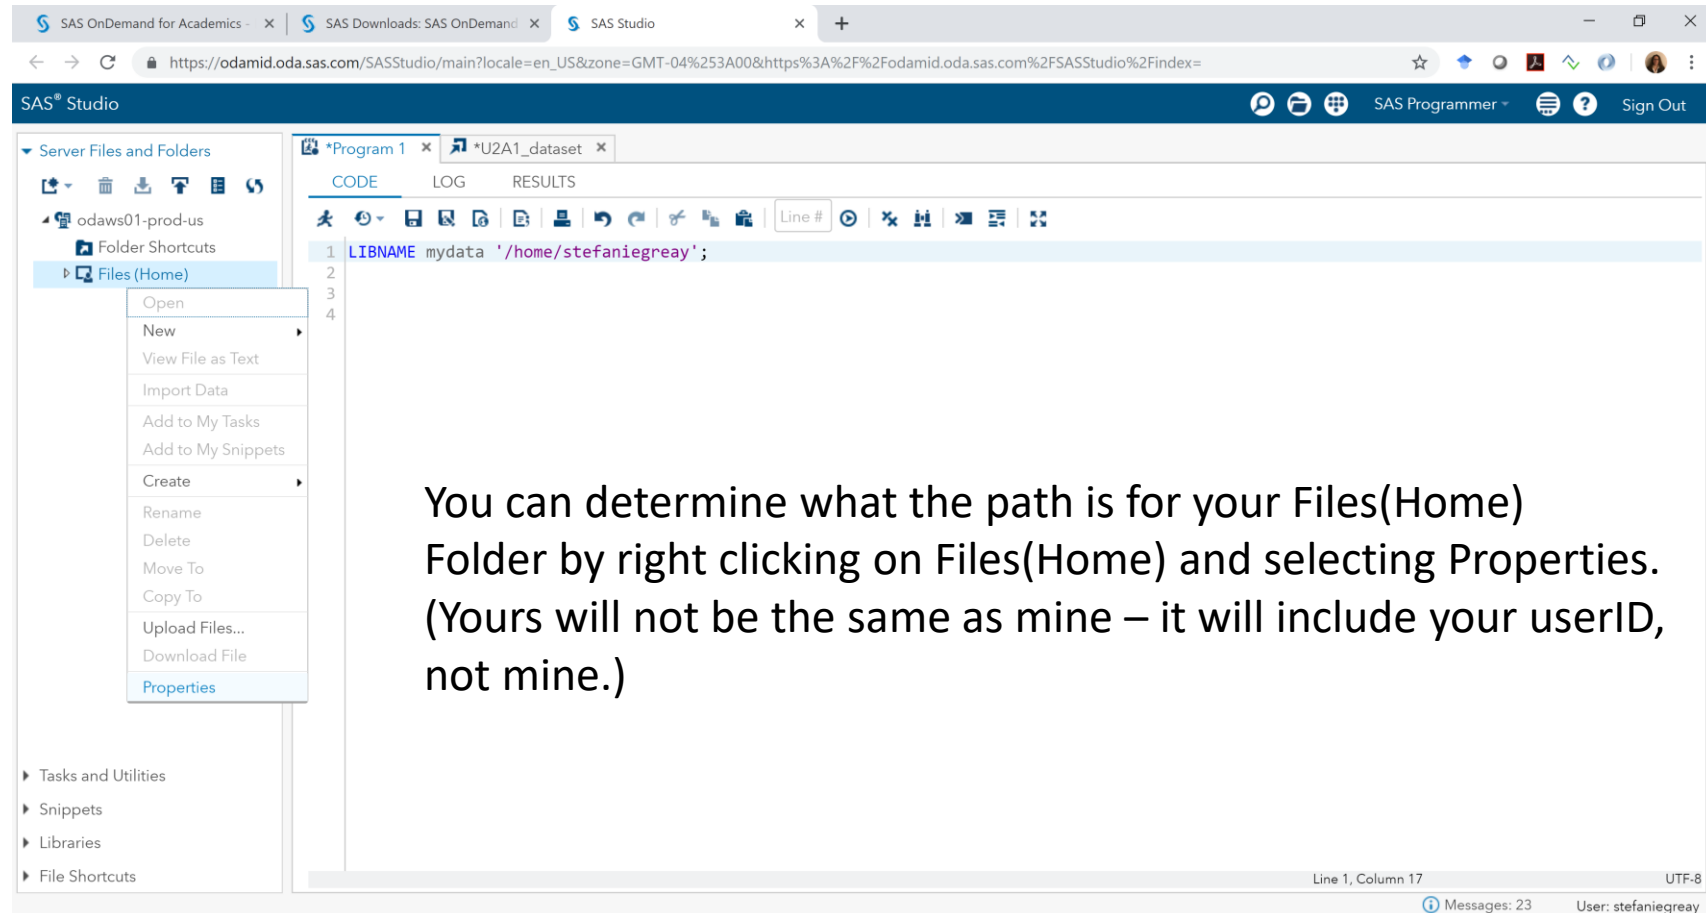 SAS OnDemand for Academics -
SAS Downloads: SAS OnDemand
SAS Studio
https://odamid.oda.sas.com/SASStudio/main?locale=en_US&zone=GMT-04%253A00&https%3A%2F%2Fodamid.oda.sas.com%2FSASStudio%2Findex=
SAS® Studio
SAS Programmer
Sign Out
Server Files and Folders
odaws01-prod-us
Folder Shortcuts
Files (Home)
Open
New
View File as Text
Import Data
Add to My Tasks
Add to My Snippets
Create
Rename
Delete
Move To
Copy To
Upload Files...
Download File
Properties
Tasks and Utilities
Snippets
Libraries
File Shortcuts
*Program 1
*U2A1_dataset
CODE LOG RESULTS
Line #
1 LIBNAME mydata '/home/stefaniegreay';
2
3
4
You can determine what the path is for your Files(Home)
Folder by right clicking on Files(Home) and selecting Properties.
(Yours will not be the same as mine – it will include your userID,
not mine.)
Line 1, Column 17
UTF-8
Messages: 23
User: stefaniegreay